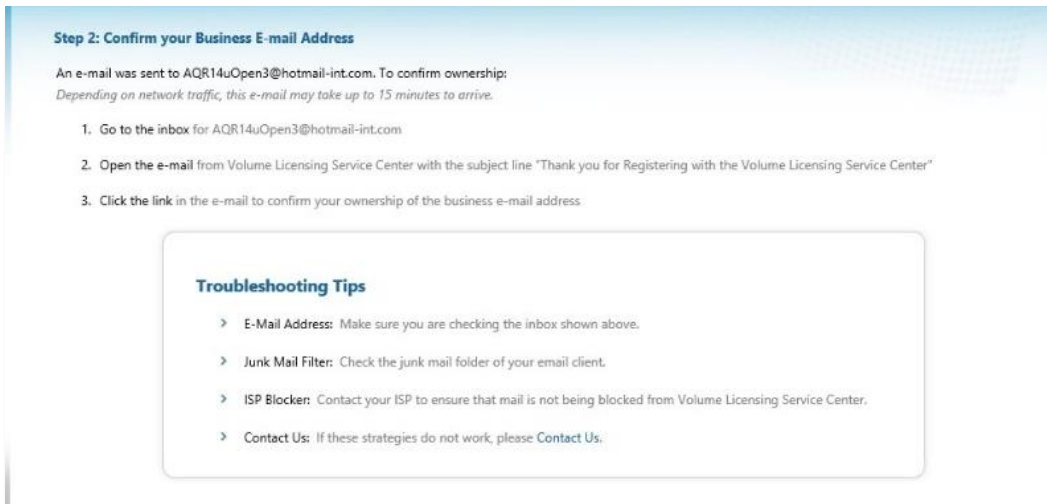 Step 2: Confirm your Business E-mail Address
An e-mail was sent to AQR14uOpen3@hotmail-int.com. To confirm ownership:
Depending on network traffic, this e-mail may take up to 15 minutes to arrive.
1. Go to the inbox for AQR14uOpen3@hotmail-int.com
2. Open the e-mail from Volume Licensing Service Center with the subject line "Thank you for Registering with the Volume Licensing Service Center"
3. Click the link in the e-mail to confirm your ownership of the business e-mail address
Troubleshooting Tips
> E-Mail Address: Make sure you are checking the inbox shown above.
> Junk Mail Filter: Check the junk mail folder of your email client.
> ISP Blocker: Contact your ISP to ensure that mail is not being blocked from Volume Licensing Service Center.
> Contact Us: If these strategies do not work, please Contact Us.